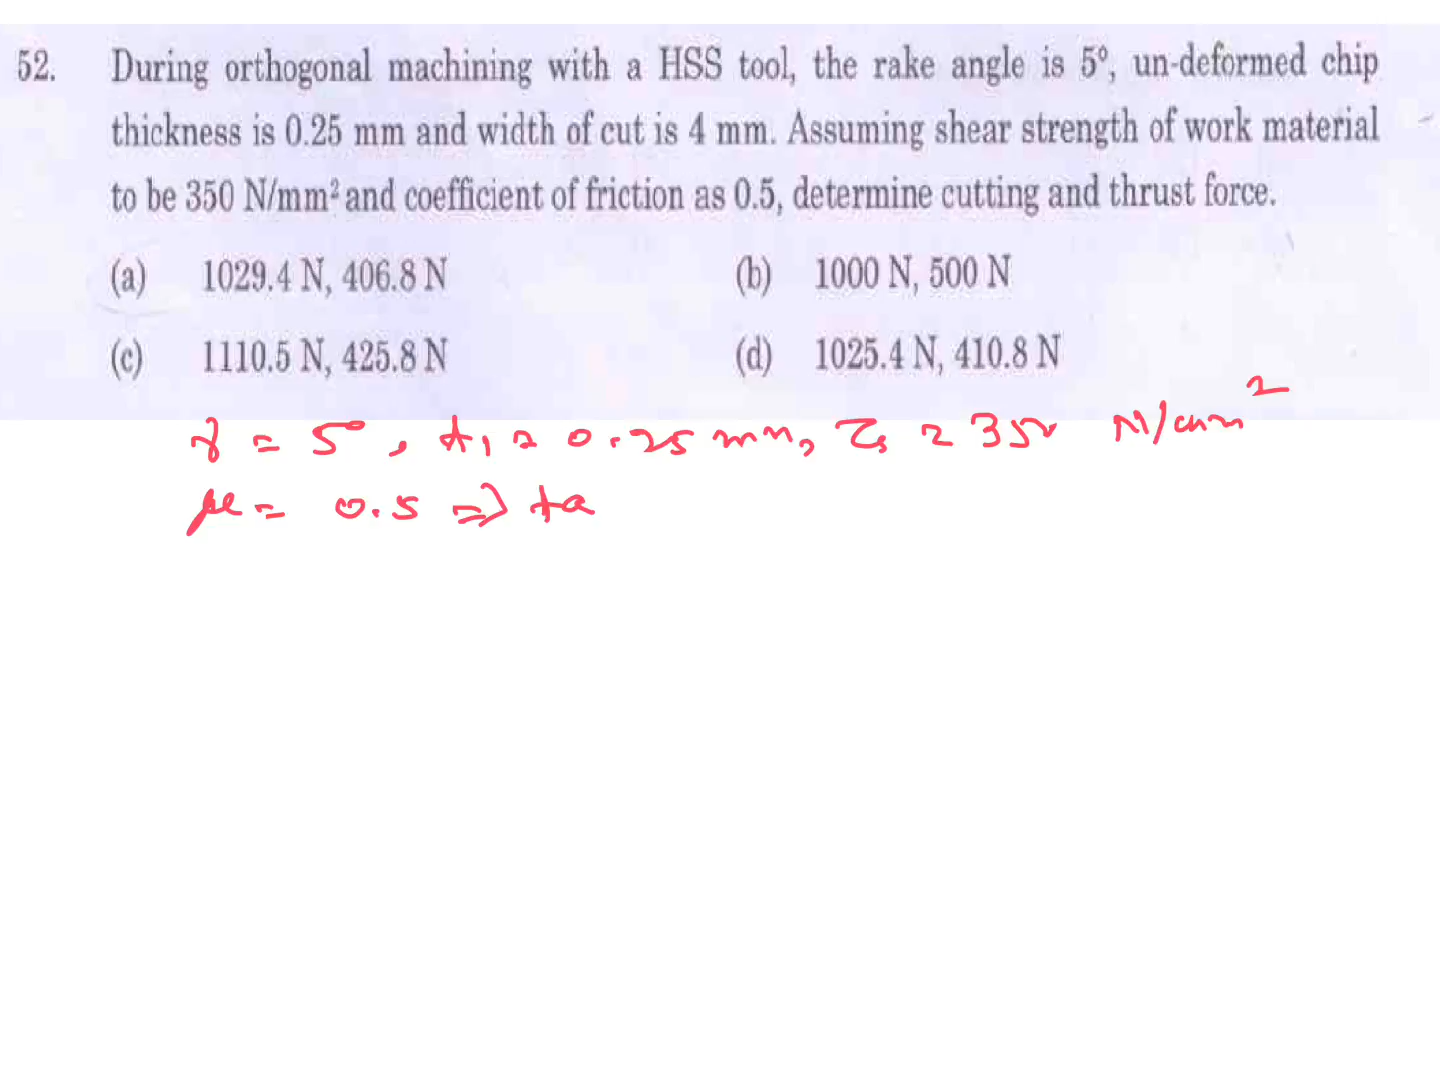 52. During orthogonal machining with a HSS tool, the rake angle is 5°, un-deformed chip
thickness is 0.25 mm and width of cut is 4 mm. Assuming shear strength of work material
to be 350 N/mm² and coefficient of friction as 0.5, determine cutting and thrust force.
(a) 1029.4 N, 406.8 N (b) 1000 N, 500 N
(c) 1110.5 N, 425.8 N (d) 1025.4 N, 410.8 N
γ = 5°, t₁ = 0.25 mm, τₛ = 350 N/mm²
μ = 0.5 ⇒ ta